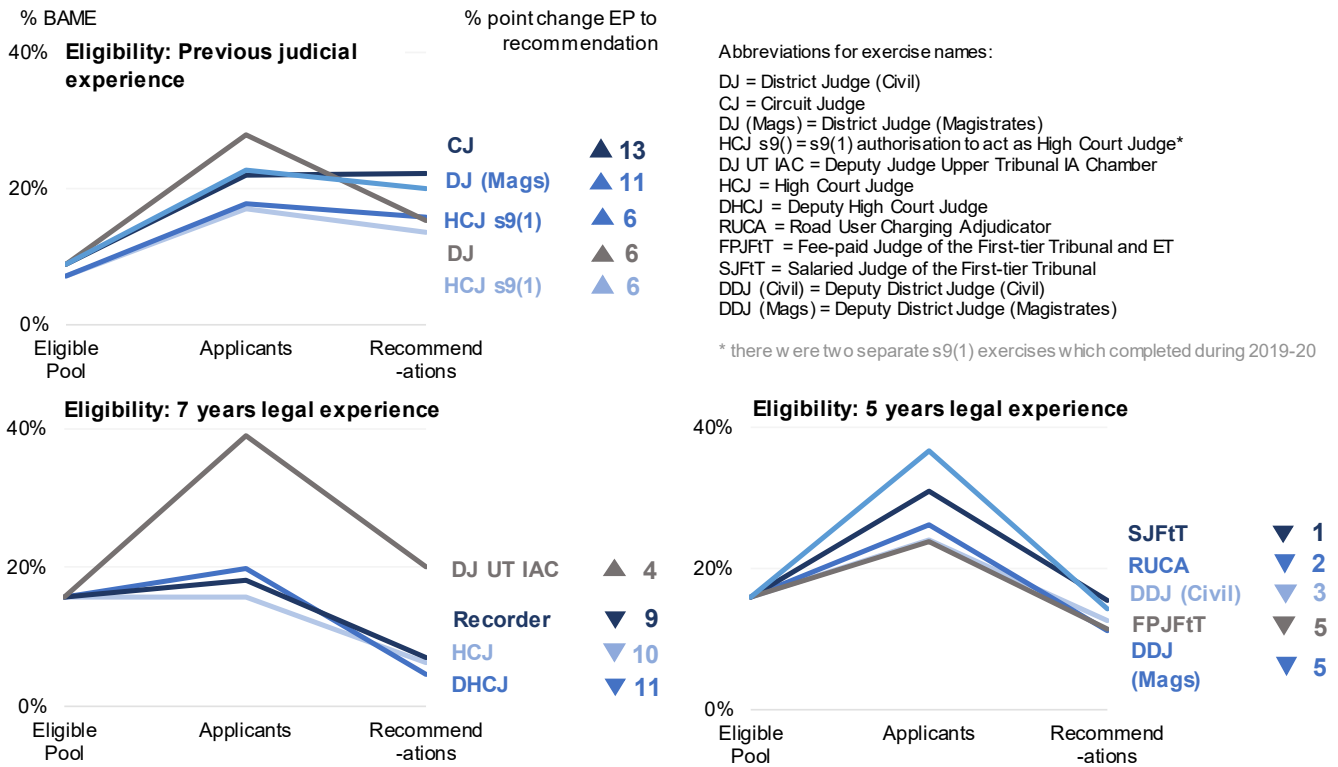 % BAME
% point change EP to
recommendation
40%
Eligibility: Previous judicial
experience
20%
0%
Eligible
Pool
Applicants
Recommend
-ations
CJ ▲ 13
DJ (Mags) ▲ 11
HCJ s9(1) ▲ 6
DJ ▲ 6
HCJ s9(1) ▲ 6
Abbreviations for exercise names:
DJ = District Judge (Civil)
CJ = Circuit Judge
DJ (Mags) = District Judge (Magistrates)
HCJ s9() = s9(1) authorisation to act as High Court Judge*
DJ UT IAC = Deputy Judge Upper Tribunal IA Chamber
HCJ = High Court Judge
DHCJ = Deputy High Court Judge
RUCA = Road User Charging Adjudicator
FPJFtT = Fee-paid Judge of the First-tier Tribunal and ET
SJFtT = Salaried Judge of the First-tier Tribunal
DDJ (Civil) = Deputy District Judge (Civil)
DDJ (Mags) = Deputy District Judge (Magistrates)
* there were two separate s9(1) exercises which completed during 2019-20
Eligibility: 7 years legal experience
40%
20%
0%
Eligible
Pool
Applicants
Recommend
-ations
DJ UT IAC ▲ 4
Recorder ▼ 9
HCJ ▼ 10
DHCJ ▼ 11
Eligibility: 5 years legal experience
40%
20%
0%
Eligible
Pool
Applicants
Recommend
-ations
SJFtT ▼ 1
RUCA ▼ 2
DDJ (Civil) ▼ 3
FPJFtT ▼ 5
DDJ
(Mags) ▼ 5